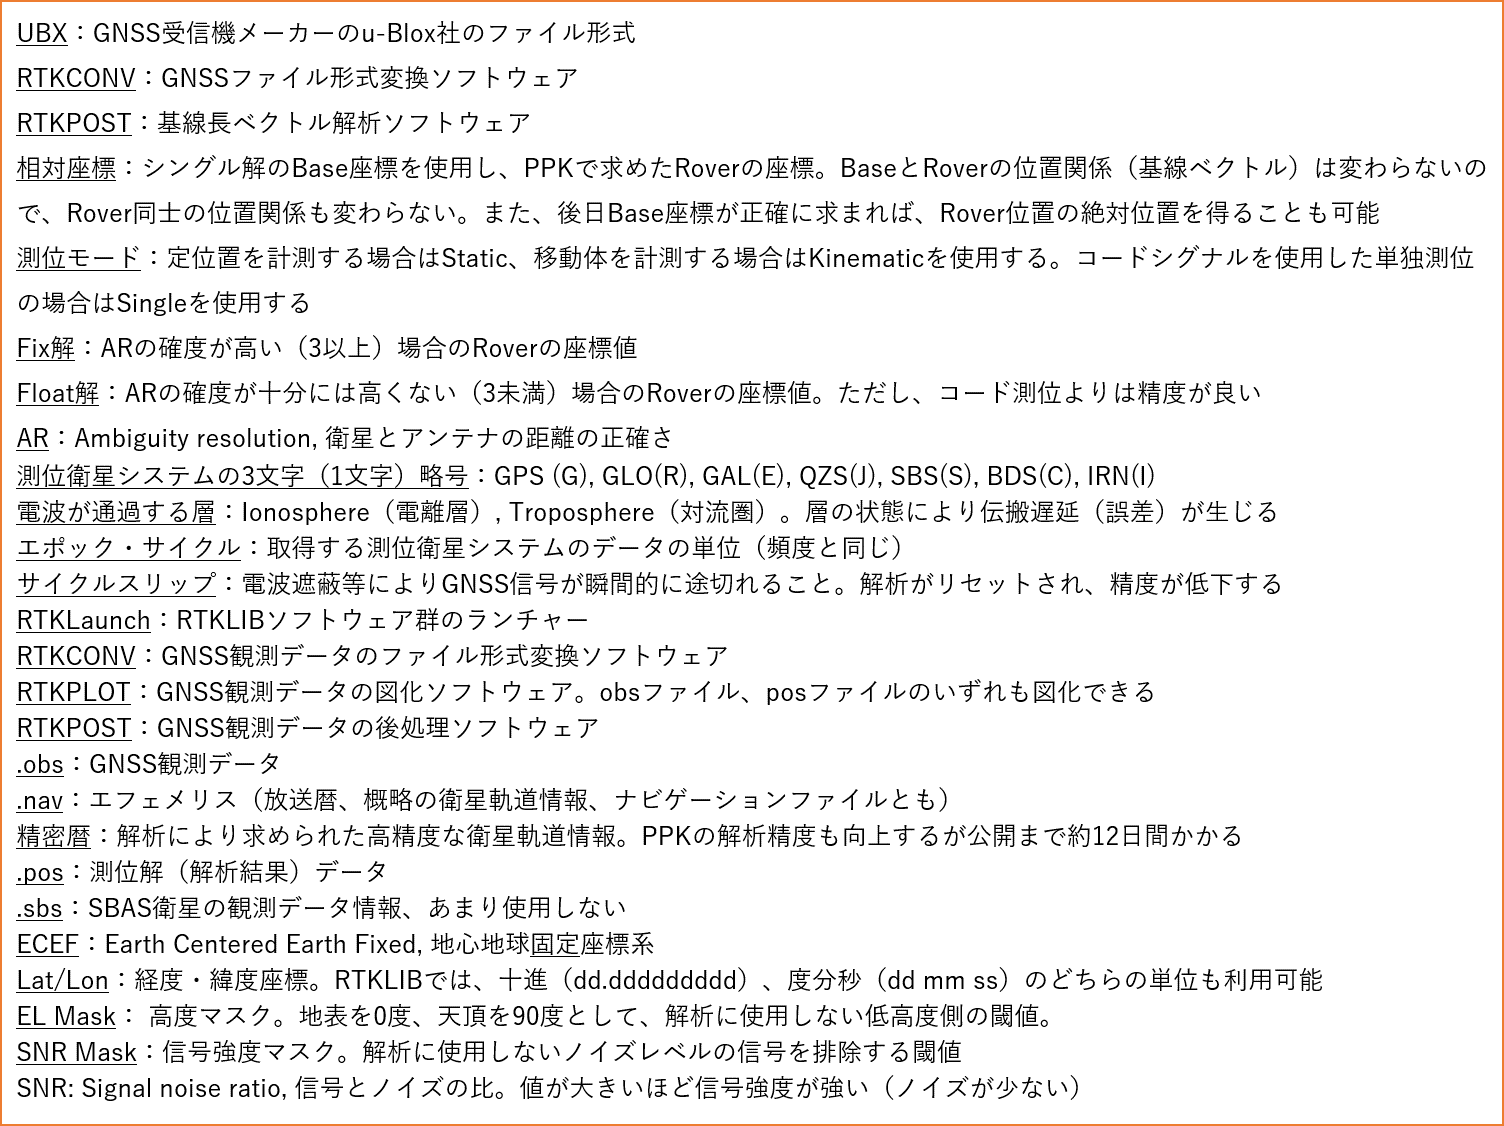 UBX：GNSS受信機メーカーのu-Blox社のファイル形式
RTKCONV：GNSSファイル形式変換ソフトウェア
RTKPOST：基線長ベクトル解析ソフトウェア
相対座標：シングル解のBase座標を使用し、PPKで求めたRoverの座標。BaseとRoverの位置関係（基線ベクトル）は変わらないの
で、Rover同士の位置関係も変わらない。また、後日Base座標が正確に求まれば、Rover位置の絶対位置を得ることも可能
測位モード：定位置を計測する場合はStatic、移動体を計測する場合はKinematicを使用する。コードシグナルを使用した単独測位
の場合はSingleを使用する
Fix解：ARの確度が高い（3以上）場合のRoverの座標値
Float解：ARの確度が十分には高くない（3未満）場合のRoverの座標値。ただし、コード測位よりは精度が良い
AR：Ambiguity resolution, 衛星とアンテナの距離の正確さ
測位衛星システムの3文字（1文字）略号：GPS (G), GLO(R), GAL(E), QZS(J), SBS(S), BDS(C), IRN(I)
電波が通過する層：Ionosphere（電離層）, Troposphere（対流圏）。層の状態により伝搬遅延（誤差）が生じる
エポック・サイクル：取得する測位衛星システムのデータの単位（頻度と同じ）
サイクルスリップ：電波遮蔽等によりGNSS信号が瞬間的に途切れること。解析がリセットされ、精度が低下する
RTKLaunch：RTKLIBソフトウェア群のランチャー
RTKCONV：GNSS観測データのファイル形式変換ソフトウェア
RTKPLOT：GNSS観測データの図化ソフトウェア。obsファイル、posファイルのいずれも図化できる
RTKPOST：GNSS観測データの後処理ソフトウェア
.obs：GNSS観測データ
.nav：エフェメリス（放送暦、概略の衛星軌道情報、ナビゲーションファイルとも）
精密暦：解析により求められた高精度な衛星軌道情報。PPKの解析精度も向上するが公開まで約12日間かかる
.pos：測位解（解析結果）データ
.sbs：SBAS衛星の観測データ情報、あまり使用しない
ECEF：Earth Centered Earth Fixed, 地心地球固定座標系
Lat/Lon：経度・緯度座標。RTKLIBでは、十進（dd.ddddddddd）、度分秒（dd mm ss）のどちらの単位も利用可能
EL Mask： 高度マスク。地表を0度、天頂を90度として、解析に使用しない低高度側の閾値。
SNR Mask：信号強度マスク。解析に使用しないノイズレベルの信号を排除する閾値
SNR: Signal noise ratio, 信号とノイズの比。値が大きいほど信号強度が強い（ノイズが少ない）